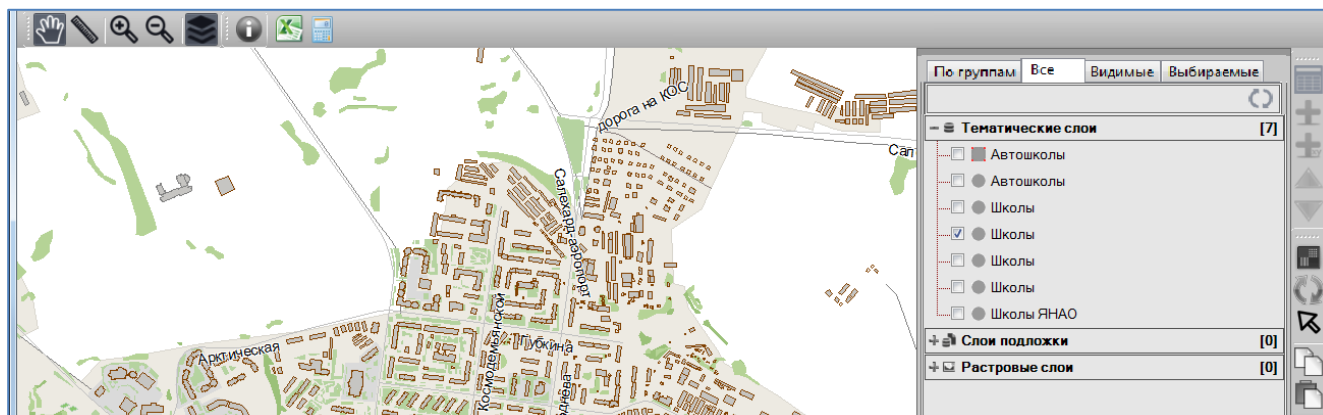 По группам Все Видимые Выбираемые
Тематические слои [7]
Автошколы
Автошколы
Школы
Школы
Школы
Школы
Школы ЯНАО
Слои подложки [0]
Растровые слои [0]
дорога на КОС
Сал
Салехард-аэропорт
Арктическая
Космодемьянской
Губкина